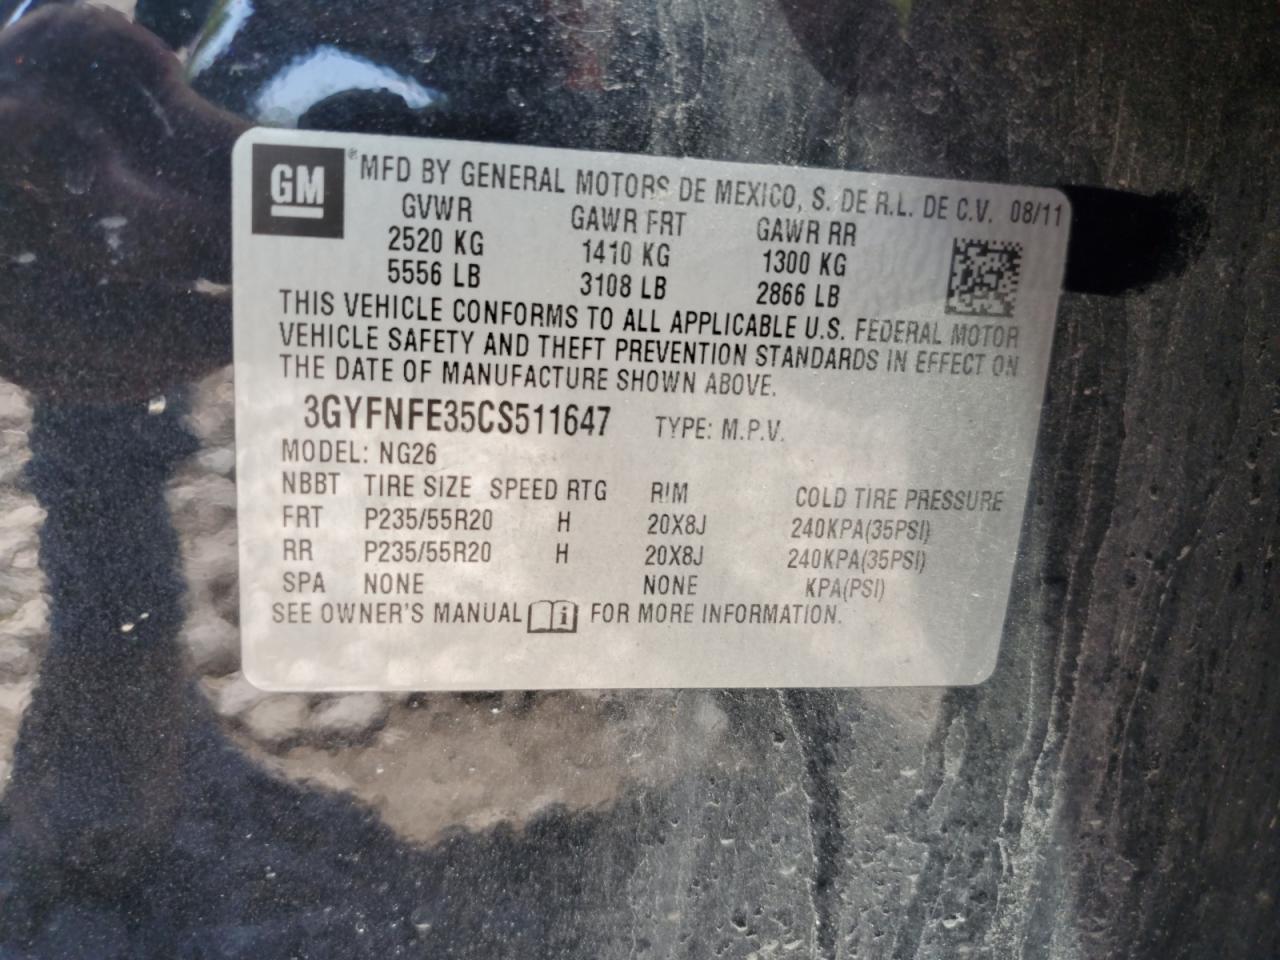 GM
® MFD BY GENERAL MOTORS DE MEXICO, S. DE R.L. DE C.V. 08/11
GVWR GAWR FRT GAWR RR
2520 KG 1410 KG 1300 KG
5556 LB 3108 LB 2866 LB
THIS VEHICLE CONFORMS TO ALL APPLICABLE U.S. FEDERAL MOTOR
VEHICLE SAFETY AND THEFT PREVENTION STANDARDS IN EFFECT ON
THE DATE OF MANUFACTURE SHOWN ABOVE.
3GYFNFE35CS511647 TYPE: M.P.V.
MODEL: NG26
NBBT TIRE SIZE SPEED RTG RIM COLD TIRE PRESSURE
FRT P235/55R20 H 20X8J 240KPA(35PSI)
RR P235/55R20 H 20X8J 240KPA(35PSI)
SPA NONE NONE KPA(PSI)
SEE OWNER'S MANUAL i FOR MORE INFORMATION.